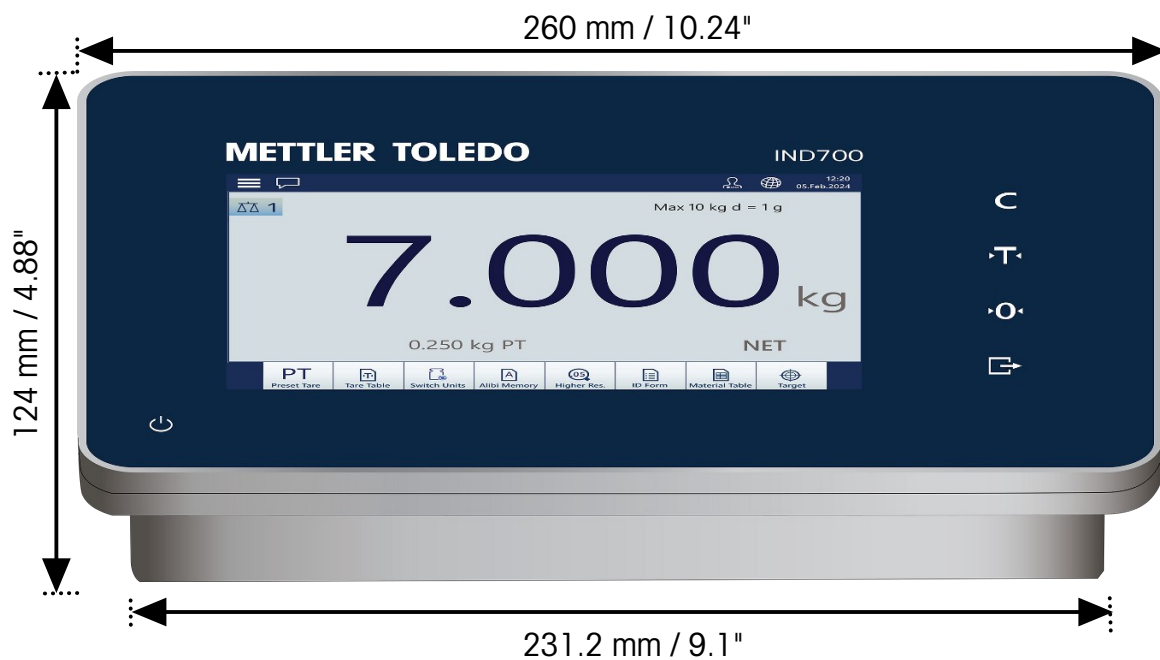 260 mm / 10.24"
124 mm / 4.88"
METTLER TOLEDO
IND700
12:20
05.Feb.2024
1
Max 10 kg d = 1 g
7.000 kg
0.250 kg PT
NET
PT
Preset Tare
Tare Table
Switch Units
Alibi Memory
Higher Res.
ID Form
Material Table
Target
C
T
0
231.2 mm / 9.1"